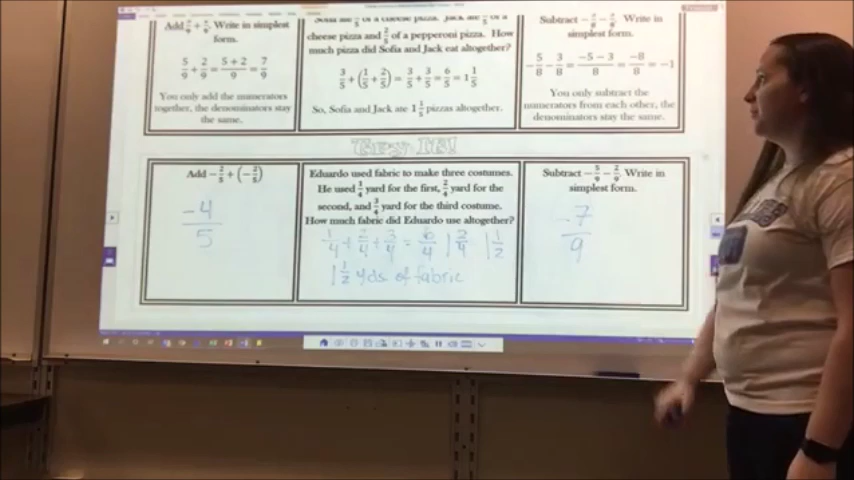 Add 5/9 + 2/9. Write in simplest
form.
5/9 + 2/9 = (5 + 2)/9 = 7/9
You only add the numerators
together, the denominators stay
the same.
cheese pizza and 2/5 of a pepperoni pizza. How
much pizza did Sofia and Jack eat altogether?
3/5 + (1/5 + 2/5) = 3/5 + 3/5 = 6/5 = 1 1/5
So, Sofia and Jack ate 1 1/5 pizzas altogether.
simplest form.
- 5/8 - 3/8 = (-5 - 3)/8 = -8/8 = -1
You only subtract the
numerators from each other, the
denominators stay the same.
Try It!
Add - 2/5 + (- 2/5)
-4/5
Eduardo used fabric to make three costumes.
He used 1/4 yard for the first, 2/4 yard for the
second, and 3/4 yard for the third costume.
How much fabric did Eduardo use altogether?
1/4 + 2/4 + 3/4 = 6/4 1 2/4 1 1/2
1 1/2 yds of fabric
Subtract - 5/9 - 2/9. Write in
simplest form.
-7/9